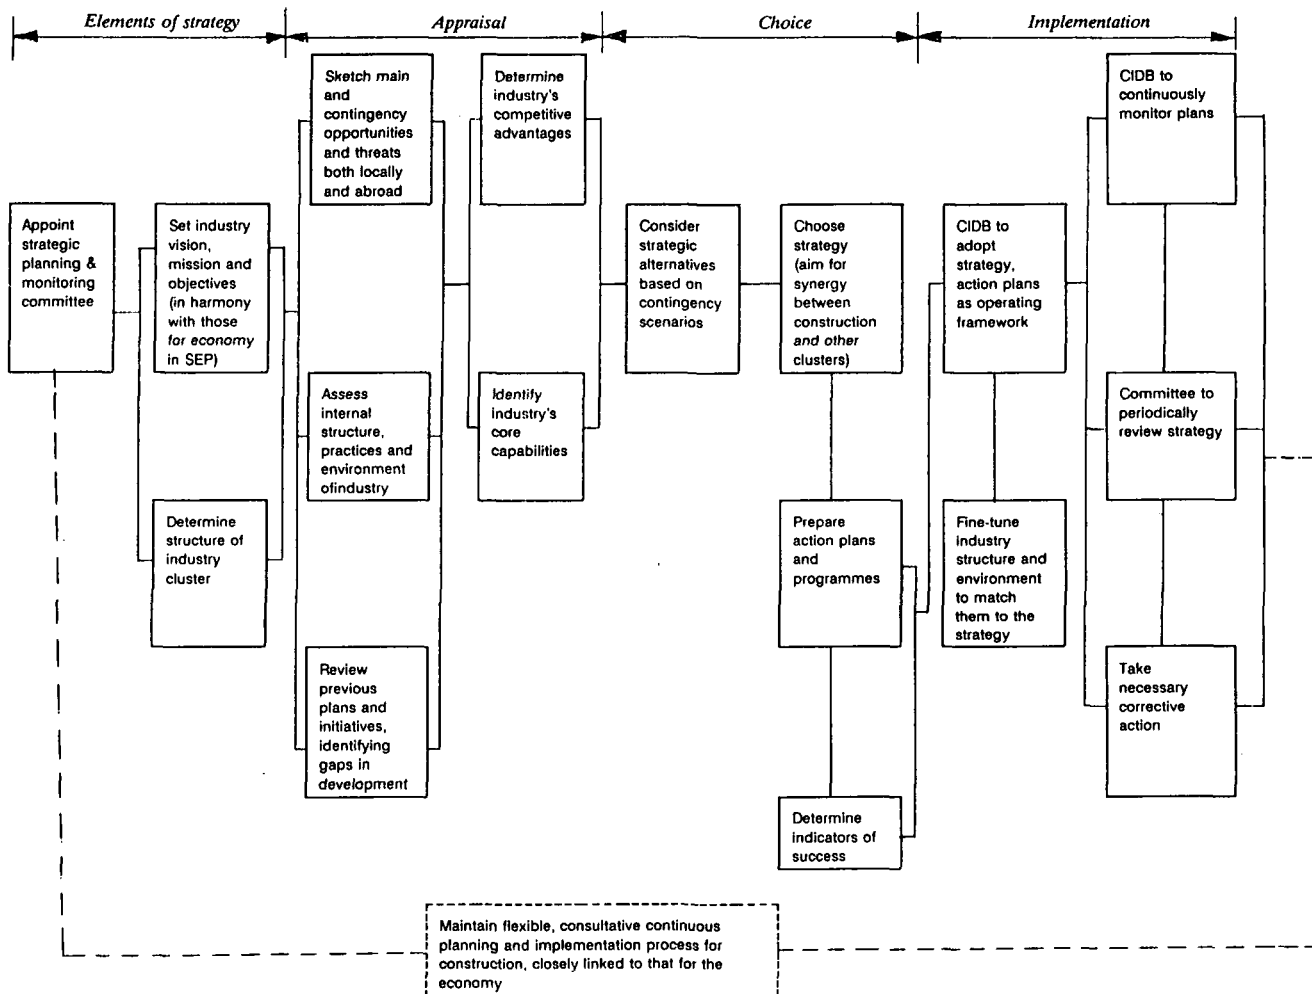 Elements of strategy
Appraisal
Choice
Implementation
Appoint
strategic
planning &
monitoring
committee
Set industry
vision,
mission and
objectives
(in harmony
with those
for economy
in SEP)
Determine
structure of
industry
cluster
Sketch main
and
contingency
opportunities
and threats
both locally
and abroad
Assess
internal
structure,
practices and
environment
ofindustry
Review
previous
plans and
initiatives,
identifying
gaps in
development
Determine
industry's
competitive
advantages
Identify
industry's
core
capabilities
Consider
strategic
alternatives
based on
contingency
scenarios
Choose
strategy
(aim for
synergy
between
construction
and other
clusters)
Prepare
action plans
and
programmes
Determine
indicators of
success
CIDB to
adopt
strategy,
action plans
as operating
framework
Fine-tune
industry
structure and
environment
to match
them to the
strategy
CIDB to
continuously
monitor plans
Committee to
periodically
review strategy
Take
necessary
corrective
action
Maintain flexible, consultative continuous
planning and implementation process for
construction, closely linked to that for the
economy